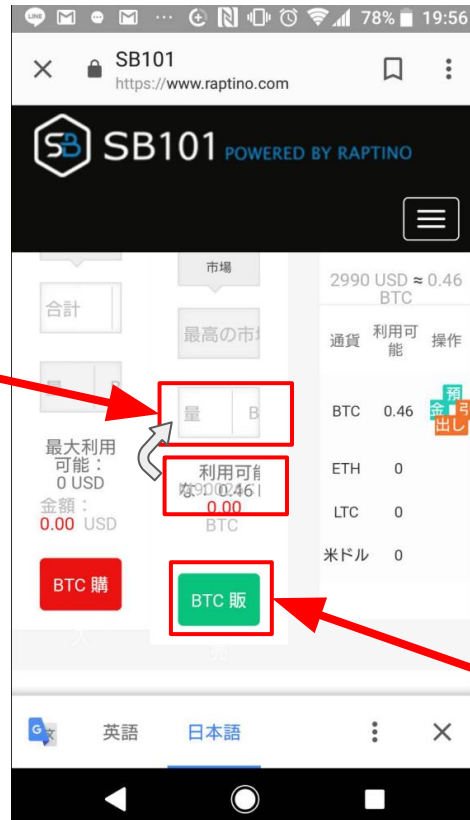 LINE
78% 19:56
SB101
https://www.raptino.com
SB SB101 POWERED BY RAPTINO
市場
合計
最高の市
量
量 B
最大利用
可能：
0 USD
金額：
0.00 USD
利用可能
な： 0.46
0.00
BTC
BTC 購
BTC 販
2990 USD ≈ 0.46
BTC
通貨 利用可
能 操作
BTC 0.46 預
金 引
出し
ETH 0
LTC 0
米ドル 0
英語 日本語